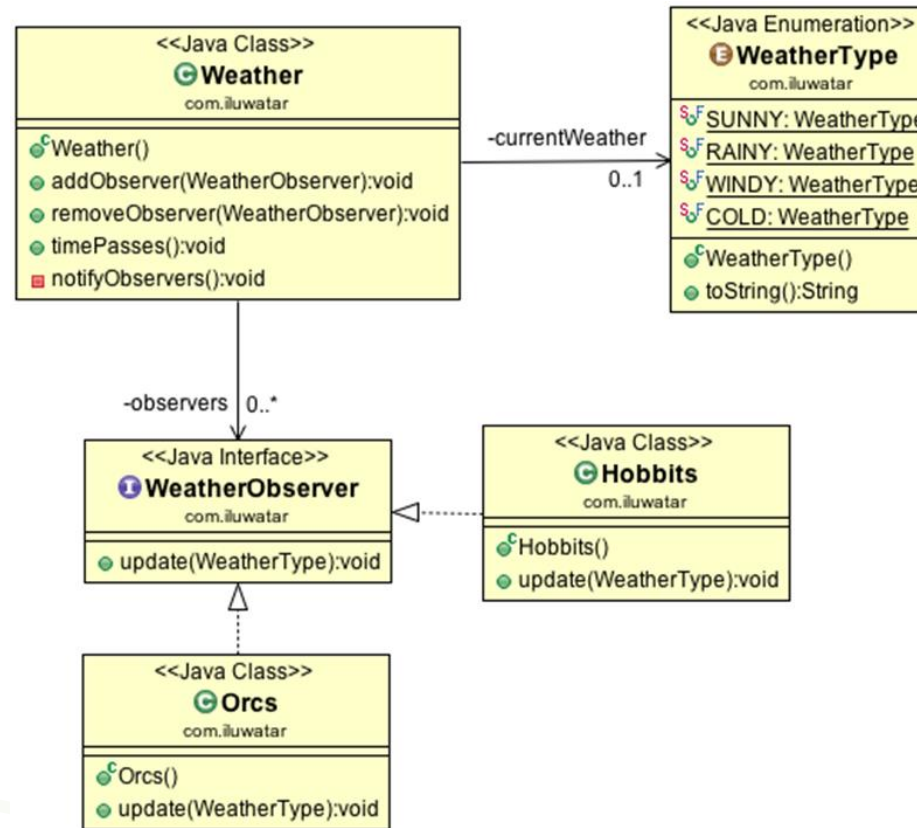 <<Java Class>>
Weather
com.iluwatar
Weather()
addObserver(WeatherObserver):void
removeObserver(WeatherObserver):void
timePasses():void
notifyObservers():void
-currentWeather
0..1
<<Java Enumeration>>
WeatherType
com.iluwatar
SUNNY: WeatherType
RAINY: WeatherType
WINDY: WeatherType
COLD: WeatherType
WeatherType()
toString():String
-observers 0..*
<<Java Interface>>
WeatherObserver
com.iluwatar
update(WeatherType):void
<<Java Class>>
Hobbits
com.iluwatar
Hobbits()
update(WeatherType):void
<<Java Class>>
Orcs
com.iluwatar
Orcs()
update(WeatherType):void